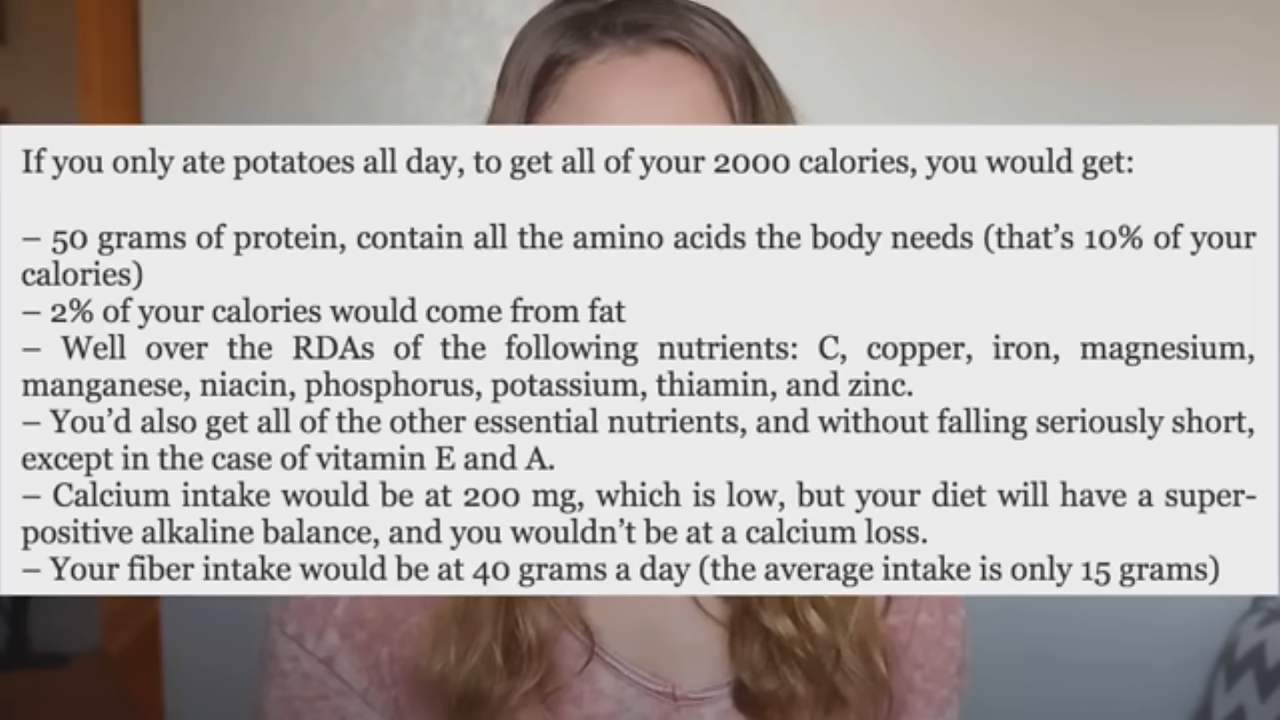 If you only ate potatoes all day, to get all of your 2000 calories, you would get:
– 50 grams of protein, contain all the amino acids the body needs (that's 10% of your
calories)
– 2% of your calories would come from fat
– Well over the RDAs of the following nutrients: C, copper, iron, magnesium,
manganese, niacin, phosphorus, potassium, thiamin, and zinc.
– You'd also get all of the other essential nutrients, and without falling seriously short,
except in the case of vitamin E and A.
– Calcium intake would be at 200 mg, which is low, but your diet will have a super-
positive alkaline balance, and you wouldn't be at a calcium loss.
– Your fiber intake would be at 40 grams a day (the average intake is only 15 grams)